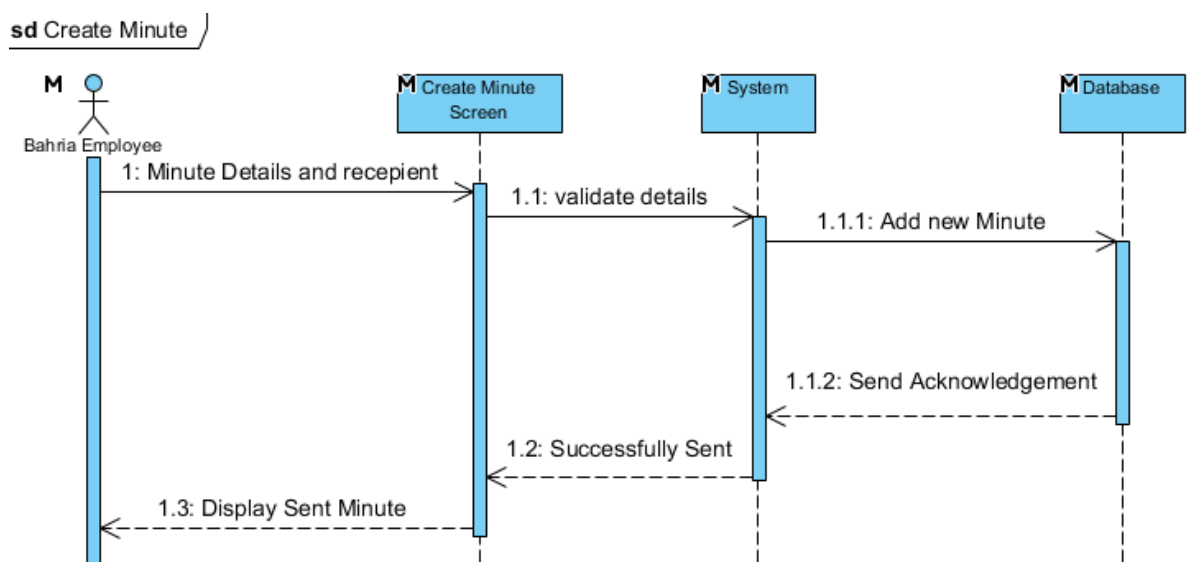 sd Create Minute
M
Bahria Employee
M Create Minute
Screen
M System
M Database
1: Minute Details and recepient
1.1: validate details
1.1.1: Add new Minute
1.1.2: Send Acknowledgement
1.2: Successfully Sent
1.3: Display Sent Minute